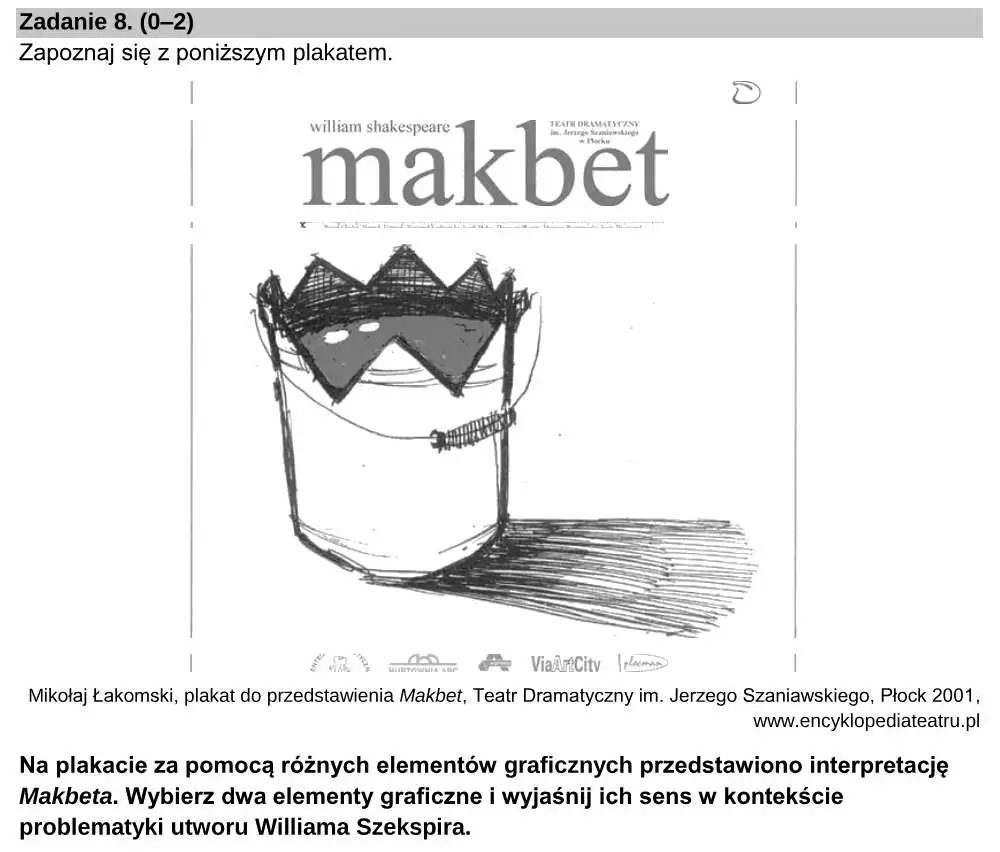 Zadanie 8. (0–2)
Zapoznaj się z poniższym plakatem.
william shakespeare
TEATR DRAMATYCZNY
im. Jerzego Szaniawskiego
w Płocku
makbet
ViaArtCity
Mikołaj Łakomski, plakat do przedstawienia Makbet, Teatr Dramatyczny im. Jerzego Szaniawskiego, Płock 2001,
www.encyklopediateatru.pl
Na plakacie za pomocą różnych elementów graficznych przedstawiono interpretację
Makbeta. Wybierz dwa elementy graficzne i wyjaśnij ich sens w kontekście
problematyki utworu Williama Szekspira.